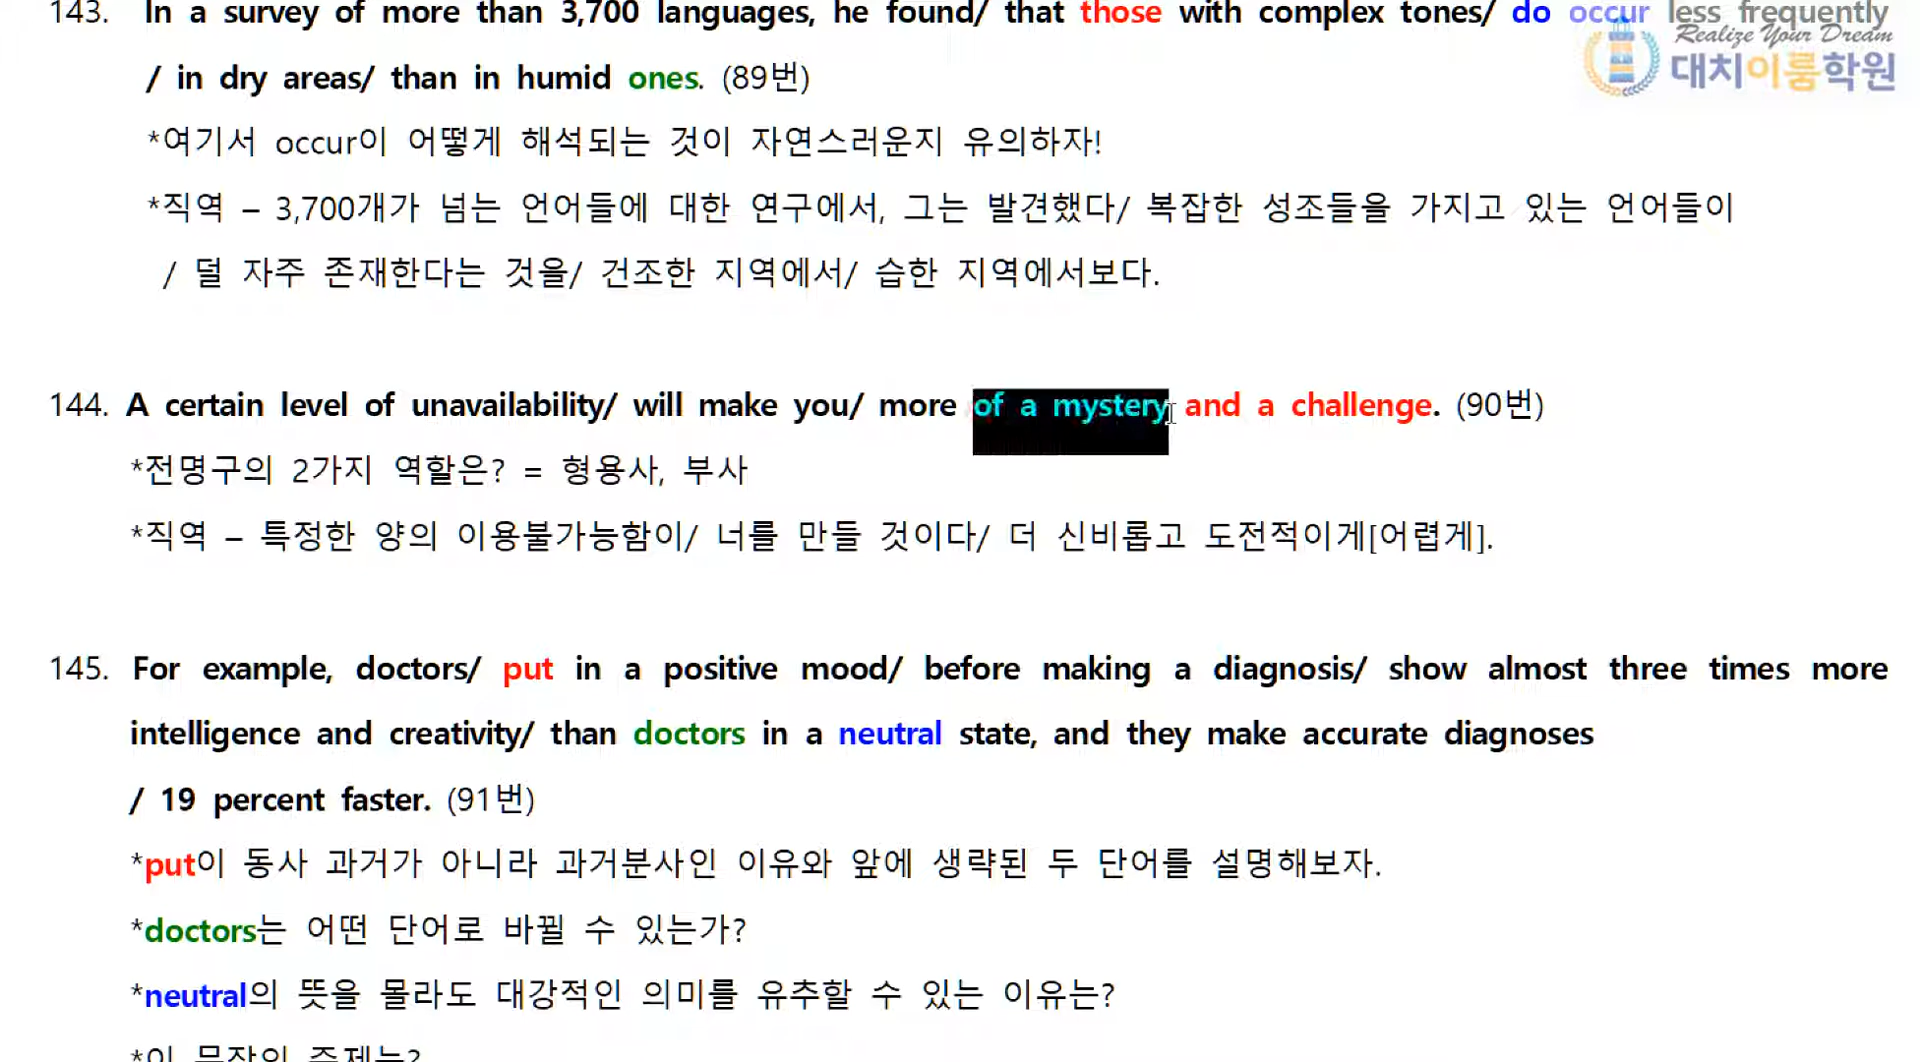 143. In a survey of more than 3,700 languages, he found/ that those with complex tones/ do occur less frequently
Realize Your Dream
대치이룸학원
/ in dry areas/ than in humid ones. (89번)
*여기서 occur이 어떻게 해석되는 것이 자연스러운지 유의하자!
*직역 – 3,700개가 넘는 언어들에 대한 연구에서, 그는 발견했다/ 복잡한 성조들을 가지고 있는 언어들이
/ 덜 자주 존재한다는 것을/ 건조한 지역에서/ 습한 지역에서보다.
144. A certain level of unavailability/ will make you/ more of a mystery and a challenge. (90번)
*전명구의 2가지 역할은? = 형용사, 부사
*직역 – 특정한 양의 이용불가능함이/ 너를 만들 것이다/ 더 신비롭고 도전적이게[어렵게].
145. For example, doctors/ put in a positive mood/ before making a diagnosis/ show almost three times more
intelligence and creativity/ than doctors in a neutral state, and they make accurate diagnoses
/ 19 percent faster. (91번)
*put이 동사 과거가 아니라 과거분사인 이유와 앞에 생략된 두 단어를 설명해보자.
*doctors는 어떤 단어로 바뀔 수 있는가?
*neutral의 뜻을 몰라도 대강적인 의미를 유추할 수 있는 이유는?
*이 문장의 주제는?